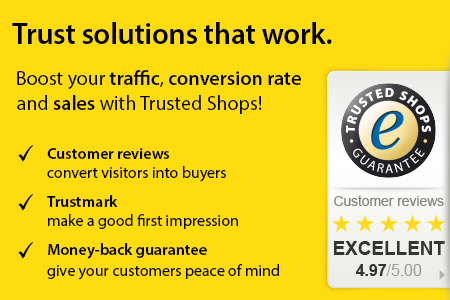 Trust solutions that work.
Boost your traffic, conversion rate
and sales with Trusted Shops!
✓ Customer reviews
convert visitors into buyers
✓ Trustmark
make a good first impression
✓ Money-back guarantee
give your customers peace of mind
TRUSTED SHOPS
e
GUARANTEE
Customer reviews
★★★★★
EXCELLENT
4.97/5.00